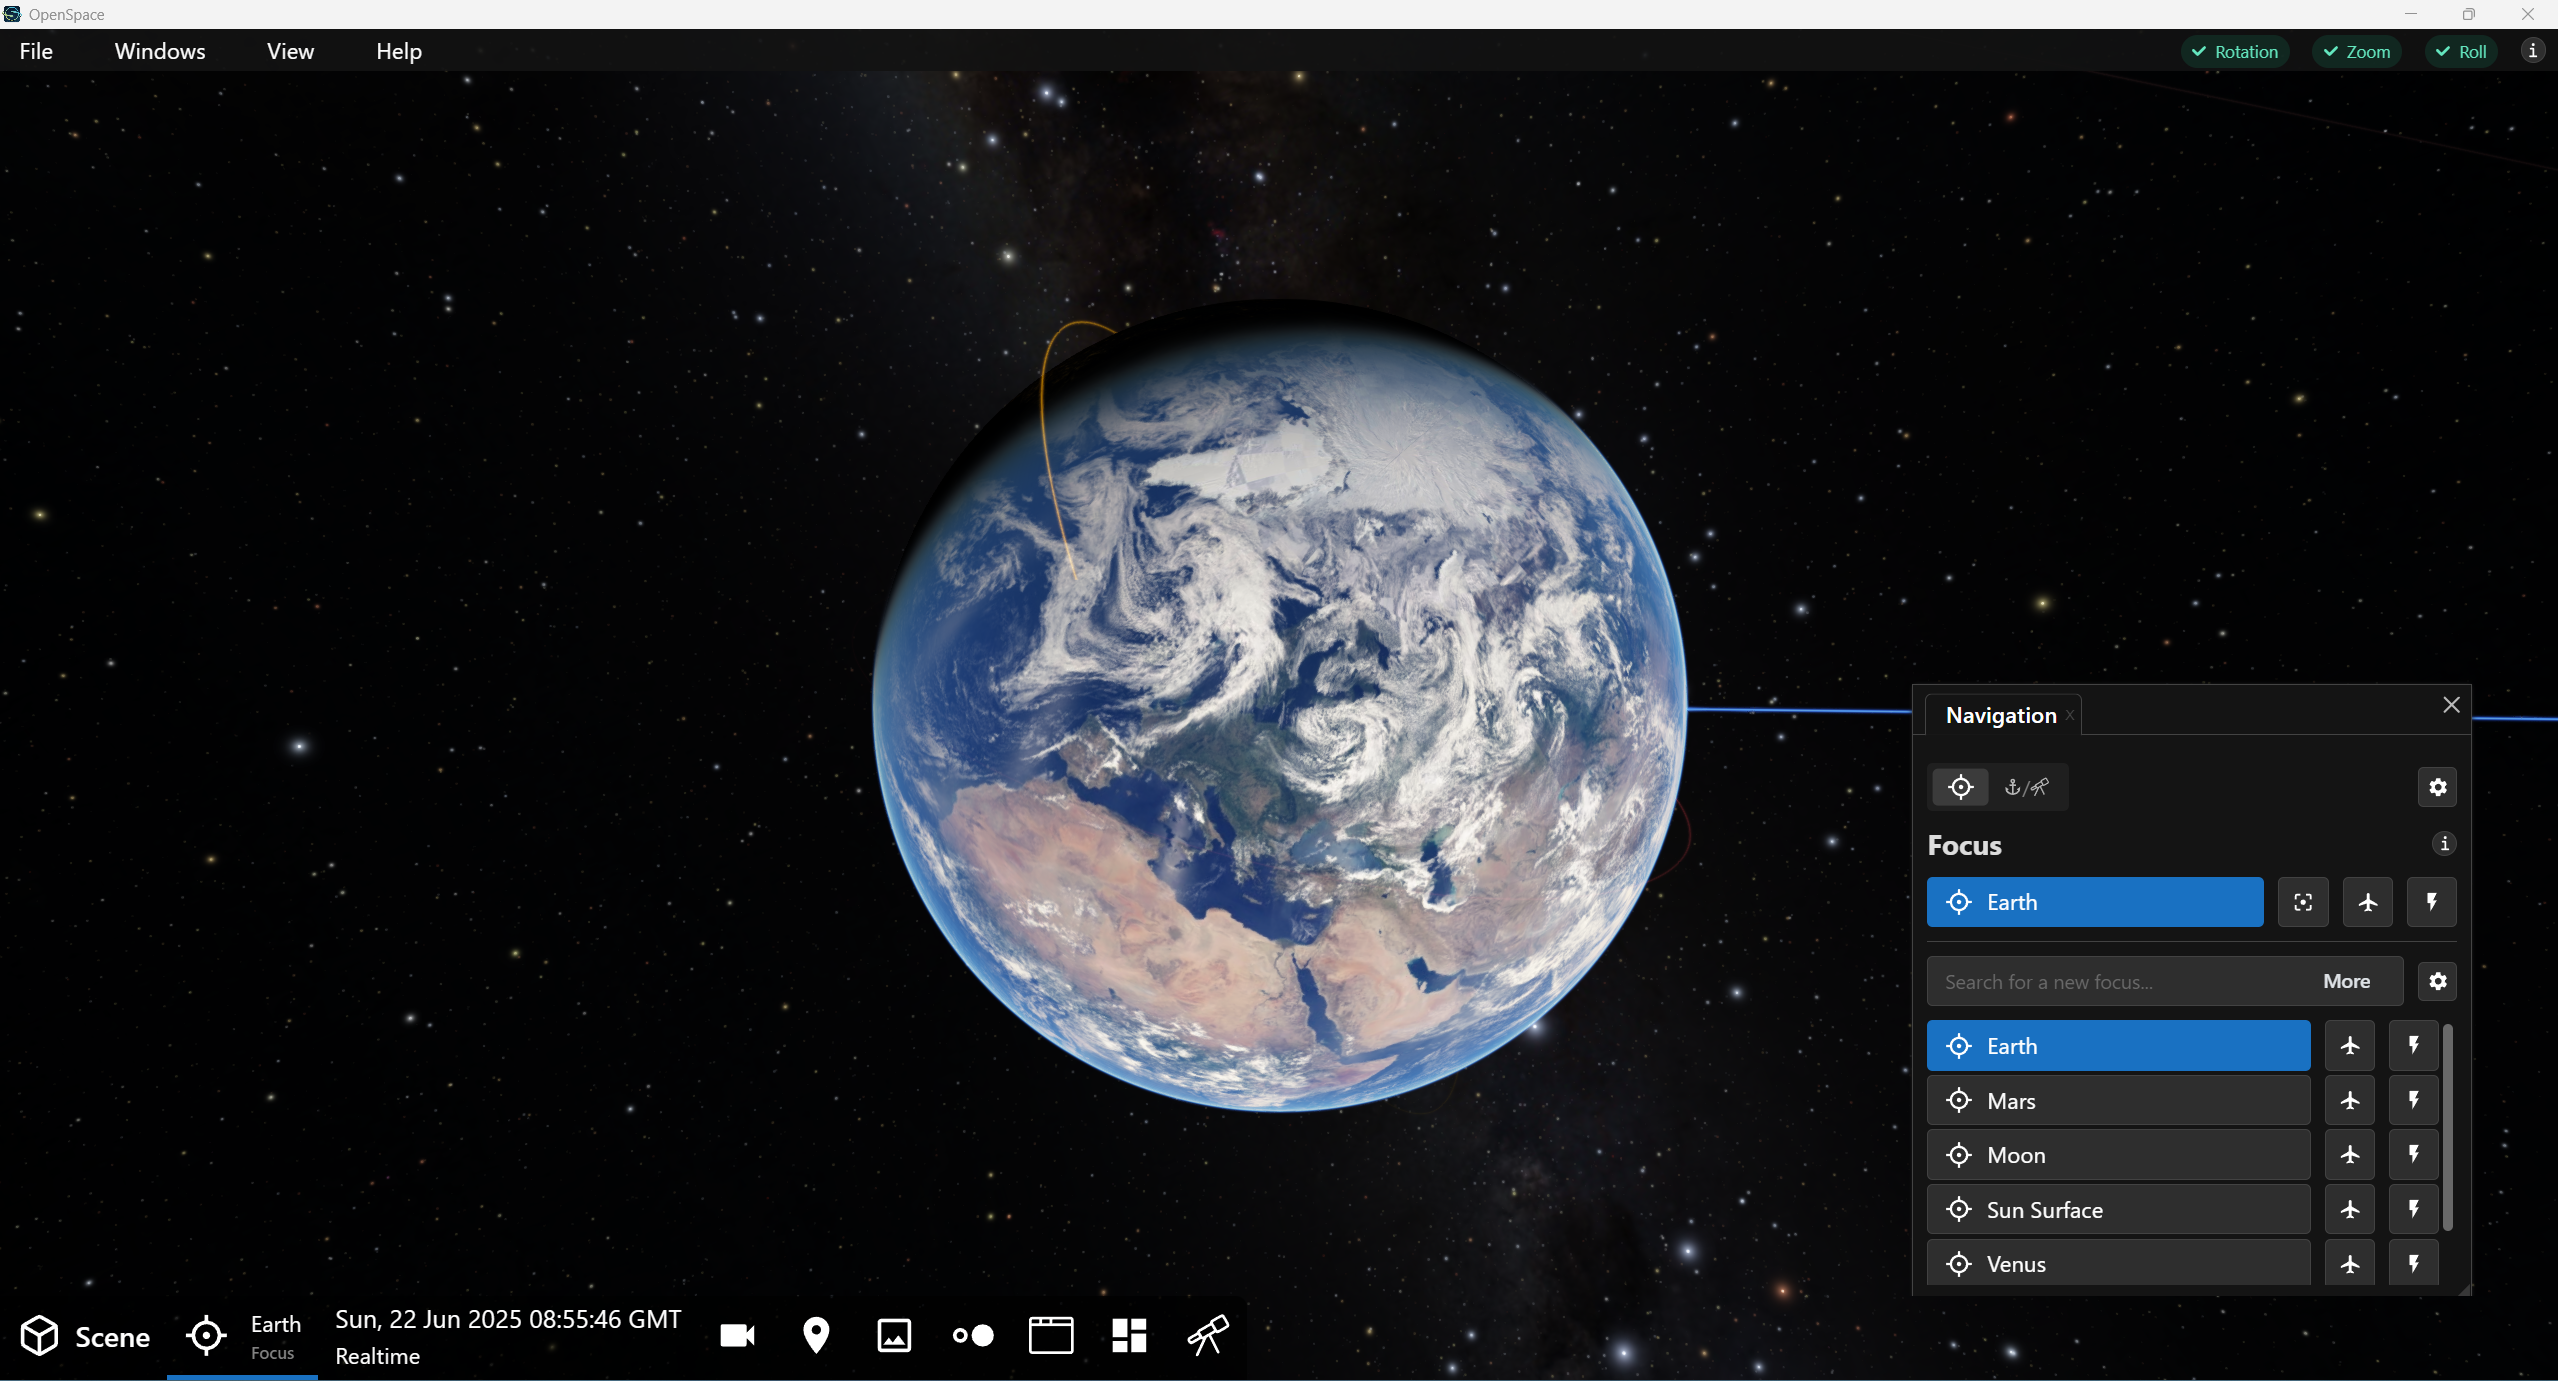 OpenSpace
File Windows View Help Rotation Zoom Roll
Navigation
Focus
Earth
Search for a new focus... More
Earth
Mars
Moon
Sun Surface
Venus
Scene
Earth
Focus
Sun, 22 Jun 2025 08:55:46 GMT
Realtime